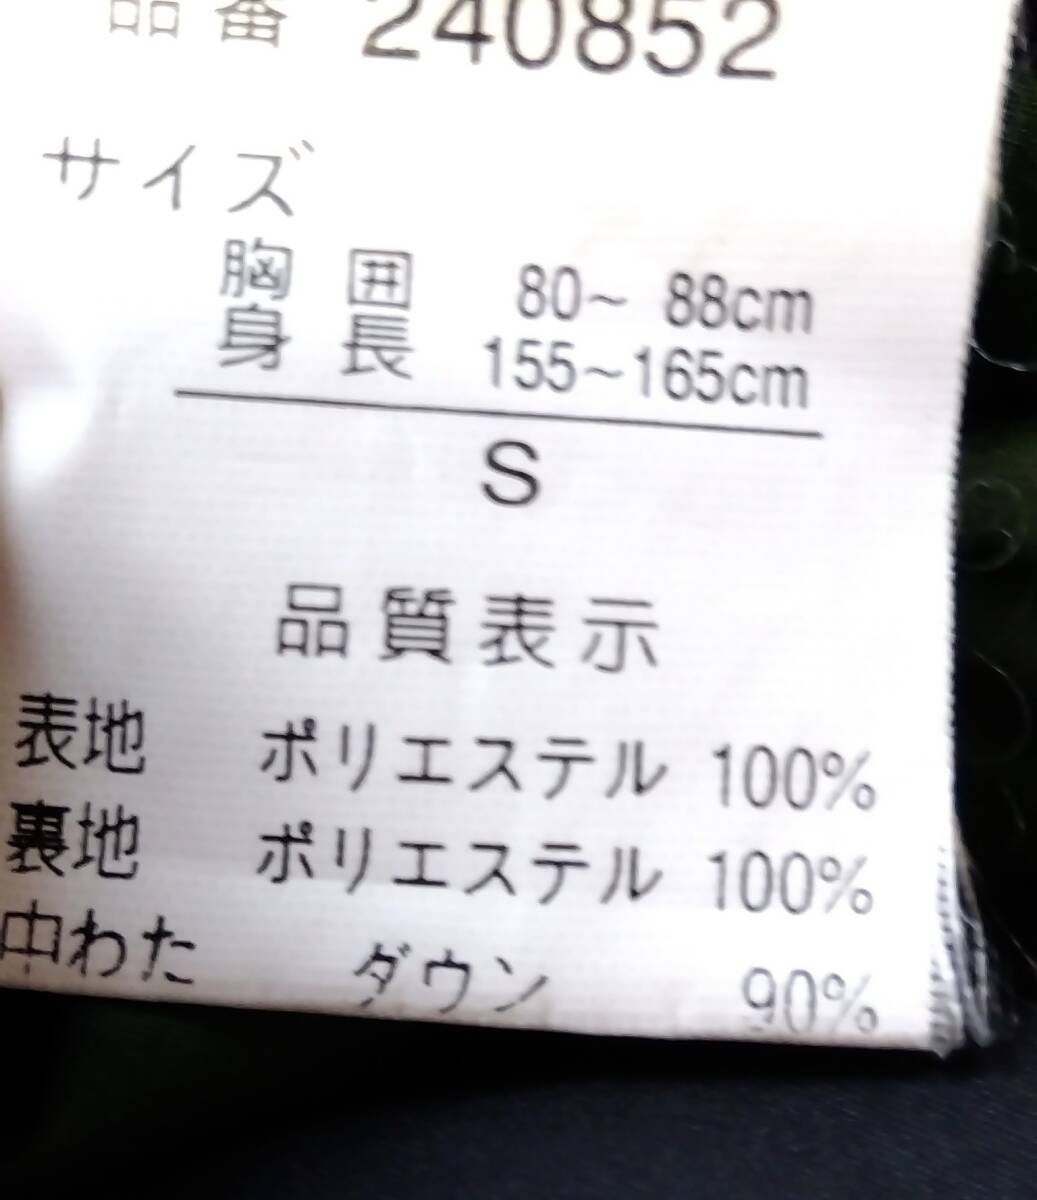 品番 240852
サイズ
胸囲 80～ 88cm
身長 155～165cm
S
品質表示
表地 ポリエステル 100%
裏地 ポリエステル 100%
中わた ダウン 90%